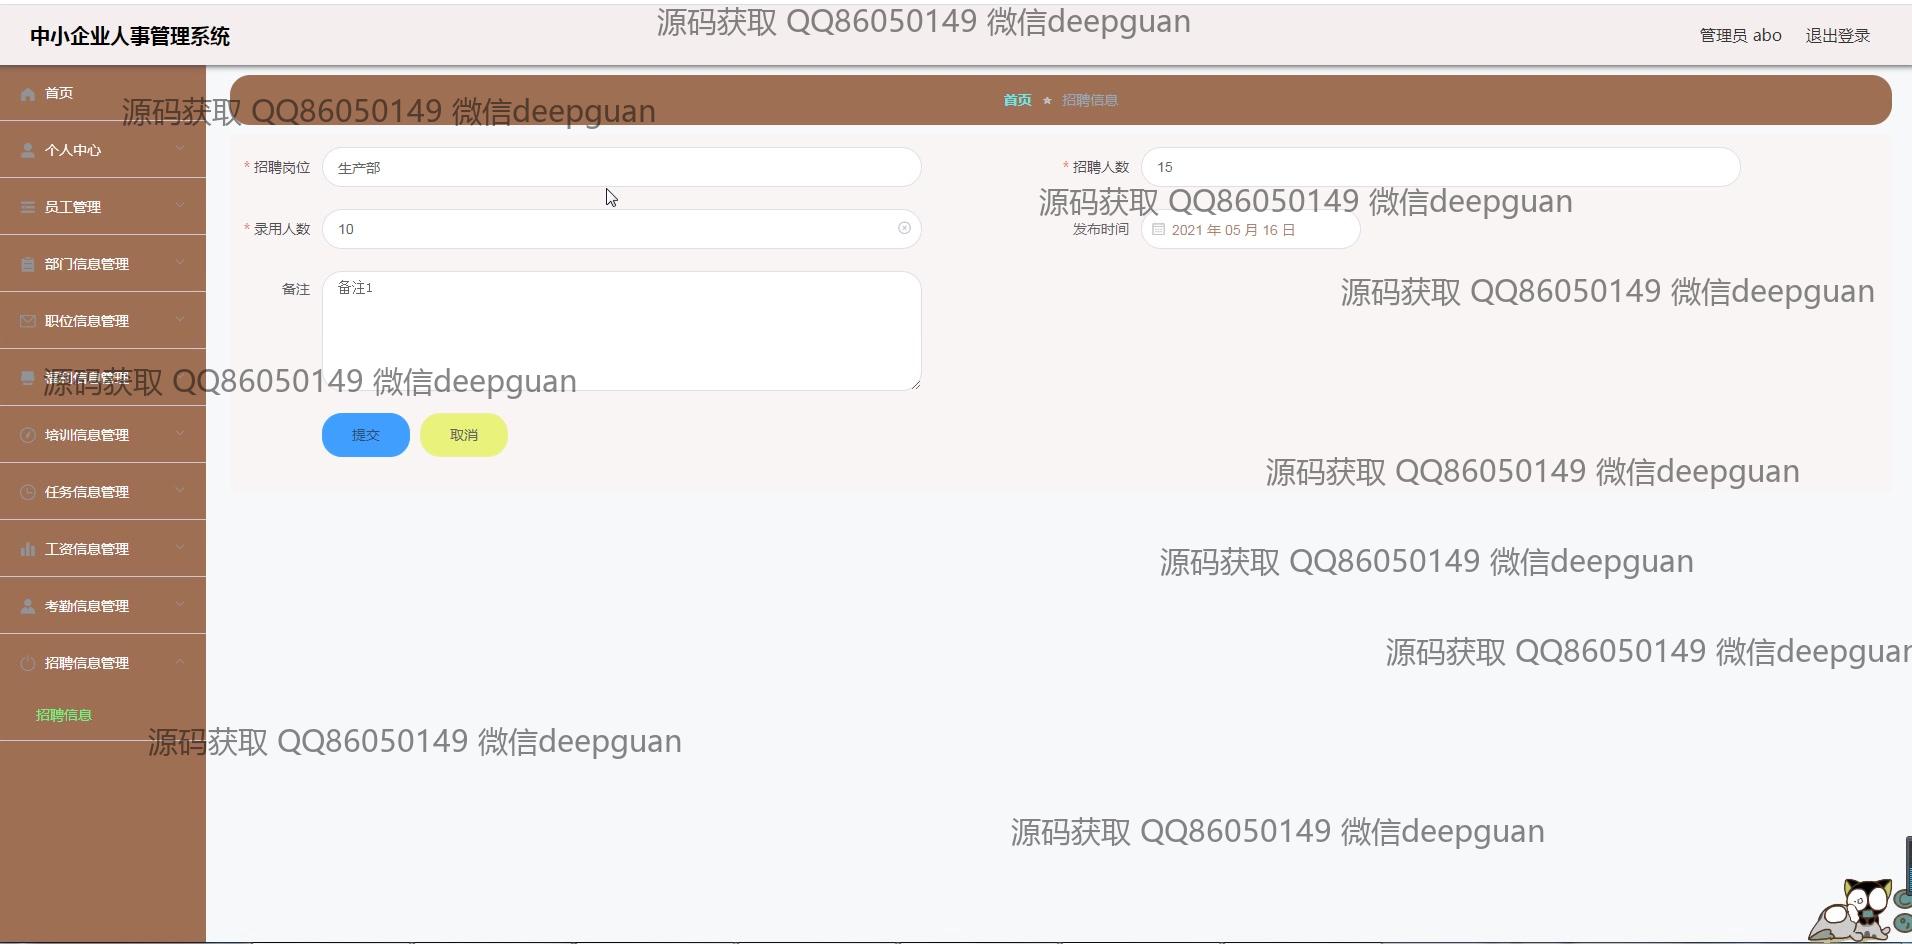 源码获取 QQ86050149 微信deepguan
中小企业人事管理系统
管理员 abo
退出登录
首页
源码获取 QQ86050149 微信deepguan
首页 ★ 招聘信息
个人中心
* 招聘岗位
生产部
* 招聘人数
15
员工管理
源码获取 QQ86050149 微信deepguan
* 录用人数
10
发布时间
2021 年 05 月 16 日
部门信息管理
备注
备注1
源码获取 QQ86050149 微信deepguan
职位信息管理
信息管理
源码获取 QQ86050149 微信deepguan
培训信息管理
提交
取消
源码获取 QQ86050149 微信deepguan
任务信息管理
工资信息管理
源码获取 QQ86050149 微信deepguan
考勤信息管理
招聘信息管理
源码获取 QQ86050149 微信deepguan
招聘信息
源码获取 QQ86050149 微信deepguan
源码获取 QQ86050149 微信deepguan